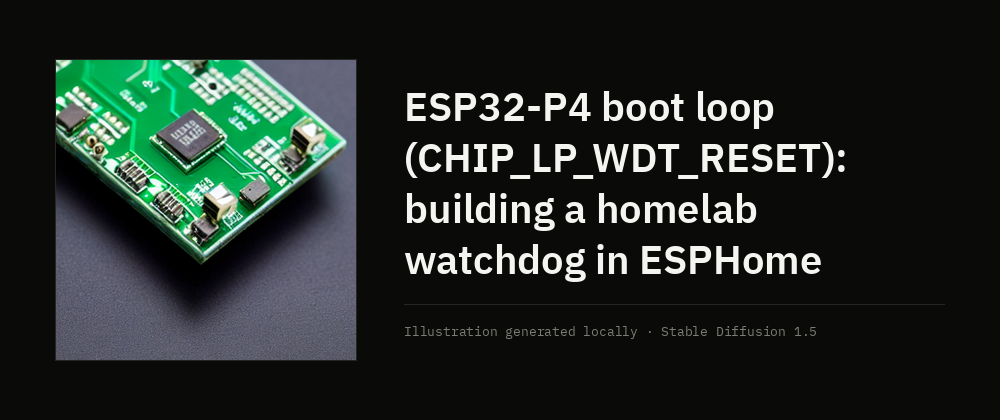 ESP32-P4 boot loop
(CHIP_LP_WDT_RESET):
building a homelab
watchdog in ESPHome
Illustration generated locally · Stable Diffusion 1.5